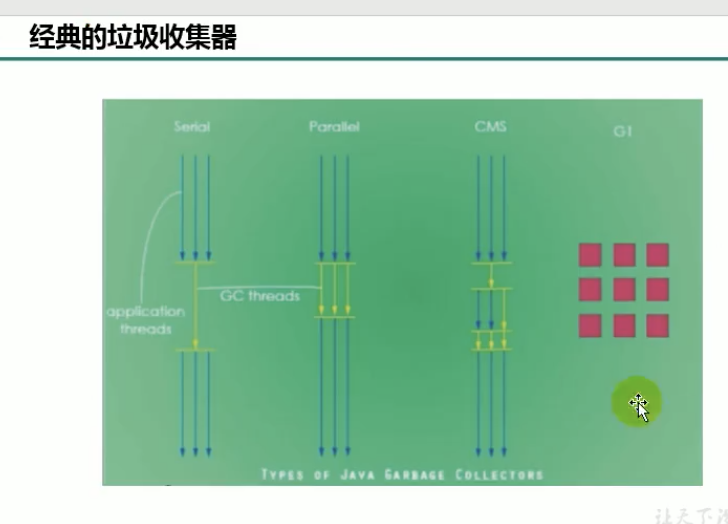 经典的垃圾收集器
Serial
Parallel
CMS
G1
GC threads
application
threads
TYPES OF JAVA GARBAGE COLLECTORS
让天下